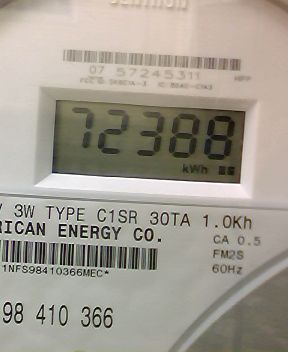 07 57245311
72388
kWh
V 3W TYPE C1SR 30TA 1.0Kh
RICAN ENERGY CO.
CA 0.5
FM2S
60Hz
1NFS98410366MEC*
98 410 366